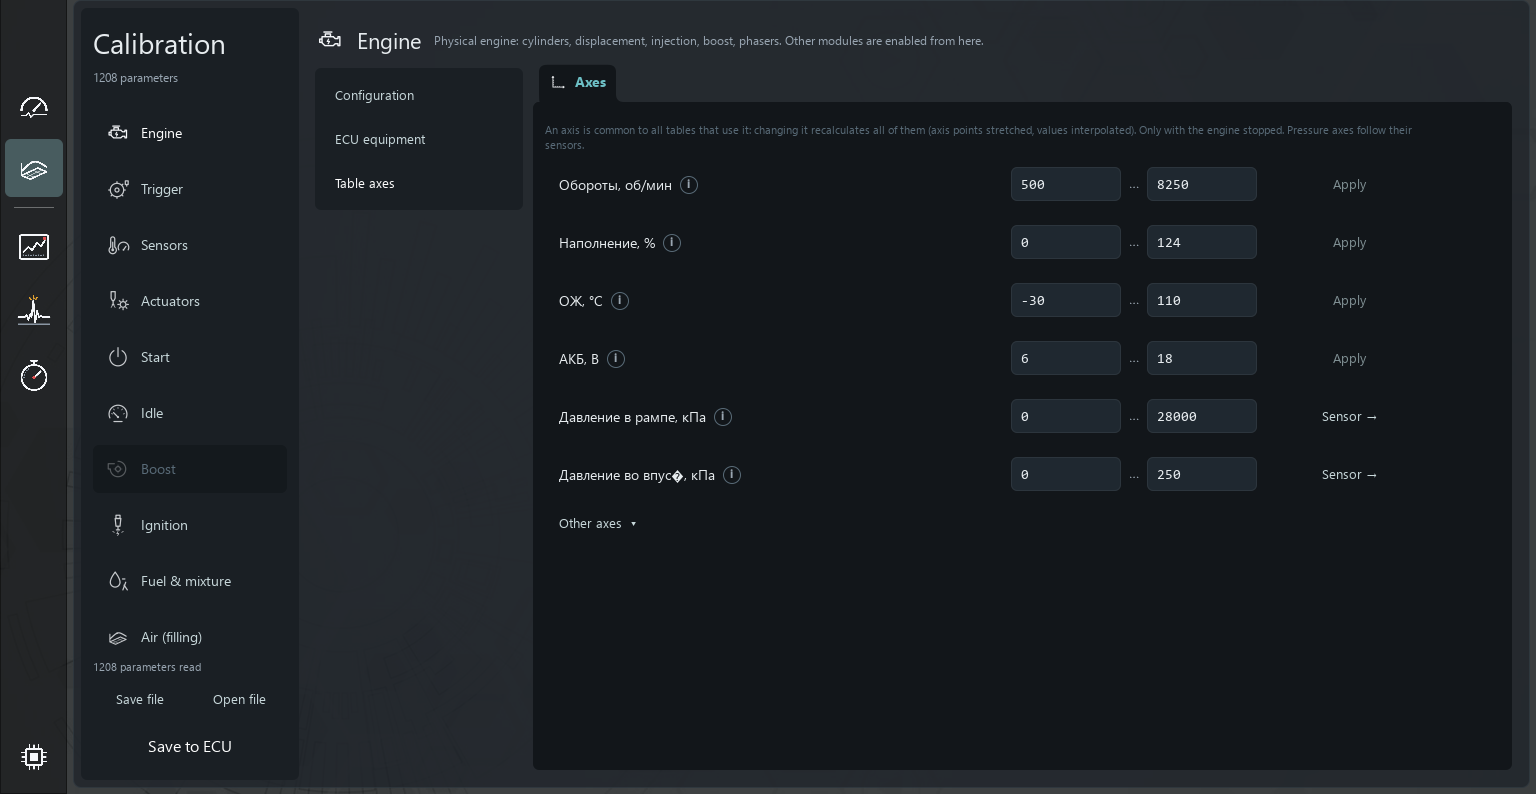 Calibration
1208 parameters
Engine
Trigger
Sensors
Actuators
Start
Idle
Boost
Ignition
Fuel & mixture
Air (filling)
1208 parameters read
Save file
Open file
Save to ECU
Engine
Physical engine: cylinders, displacement, injection, boost, phasers. Other modules are enabled from here.
Configuration
ECU equipment
Table axes
Axes
An axis is common to all tables that use it: changing it recalculates all of them (axis points stretched, values interpolated). Only with the engine stopped. Pressure axes follow their
sensors.
Обороты, об/мин i 500 ... 8250 Apply
Наполнение, % i 0 ... 124 Apply
ОЖ, °C i -30 ... 110 Apply
АКБ, В i 6 ... 18 Apply
Давление в рампе, кПа i 0 ... 28000 Sensor →
Давление во впус�, кПа i 0 ... 250 Sensor →
Other axes ▾